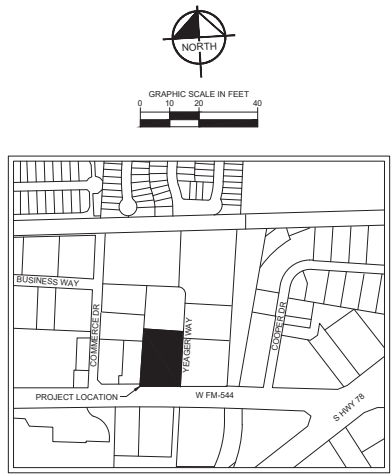 NORTH
GRAPHIC SCALE IN FEET
0 10 20 40
BUSINESS WAY
COMMERCE DR
YEAGER WAY
COOPER DR
PROJECT LOCATION
W FM-544
S HWY 78